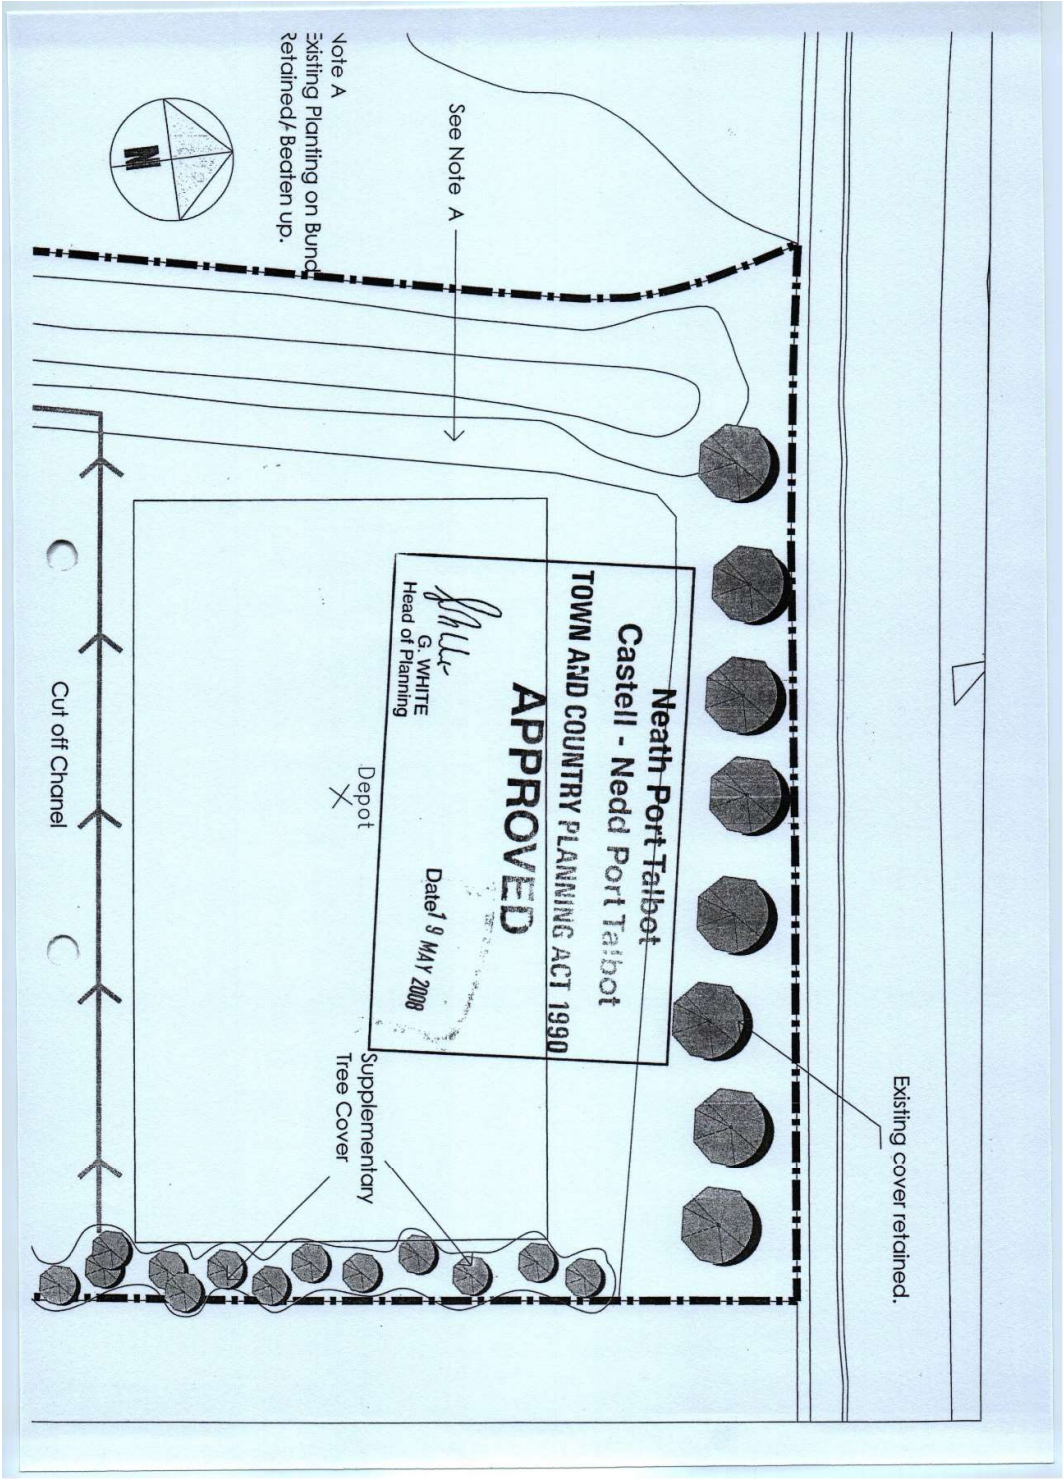 Existing cover retained.
Neath Port Talbot
Castell - Nedd Port Talbot
TOWN AND COUNTRY PLANNING ACT 1990
APPROVED
G. WHITE
Head of Planning
Date 19 MAY 2008
See Note A
Note A
Existing Planting on Bund
Retained/ Beaten up.
N
Depot
Supplementary
Tree Cover
Cut off Chanel